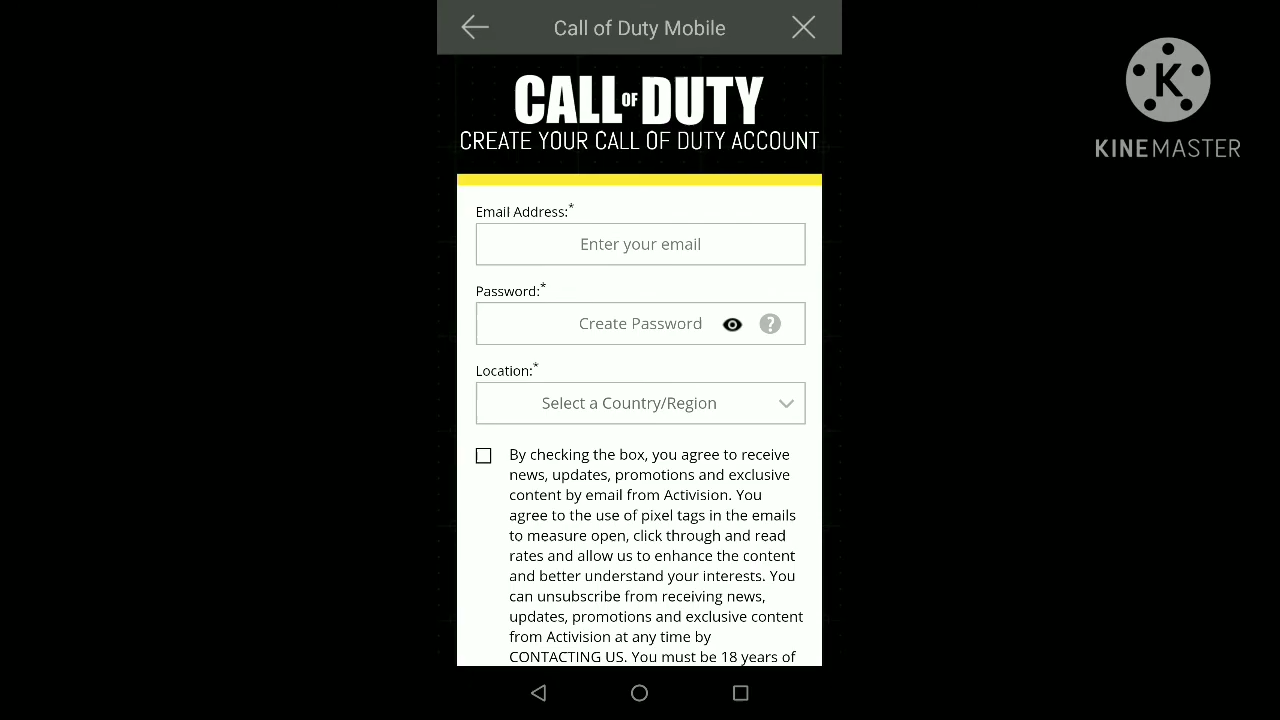 Call of Duty Mobile
CALL OF DUTY
CREATE YOUR CALL OF DUTY ACCOUNT
K
KINEMASTER
Email Address:*
Enter your email
Password:*
Create Password
?
Location:*
Select a Country/Region
By checking the box, you agree to receive
news, updates, promotions and exclusive
content by email from Activision. You
agree to the use of pixel tags in the emails
to measure open, click through and read
rates and allow us to enhance the content
and better understand your interests. You
can unsubscribe from receiving news,
updates, promotions and exclusive content
from Activision at any time by
CONTACTING US. You must be 18 years of